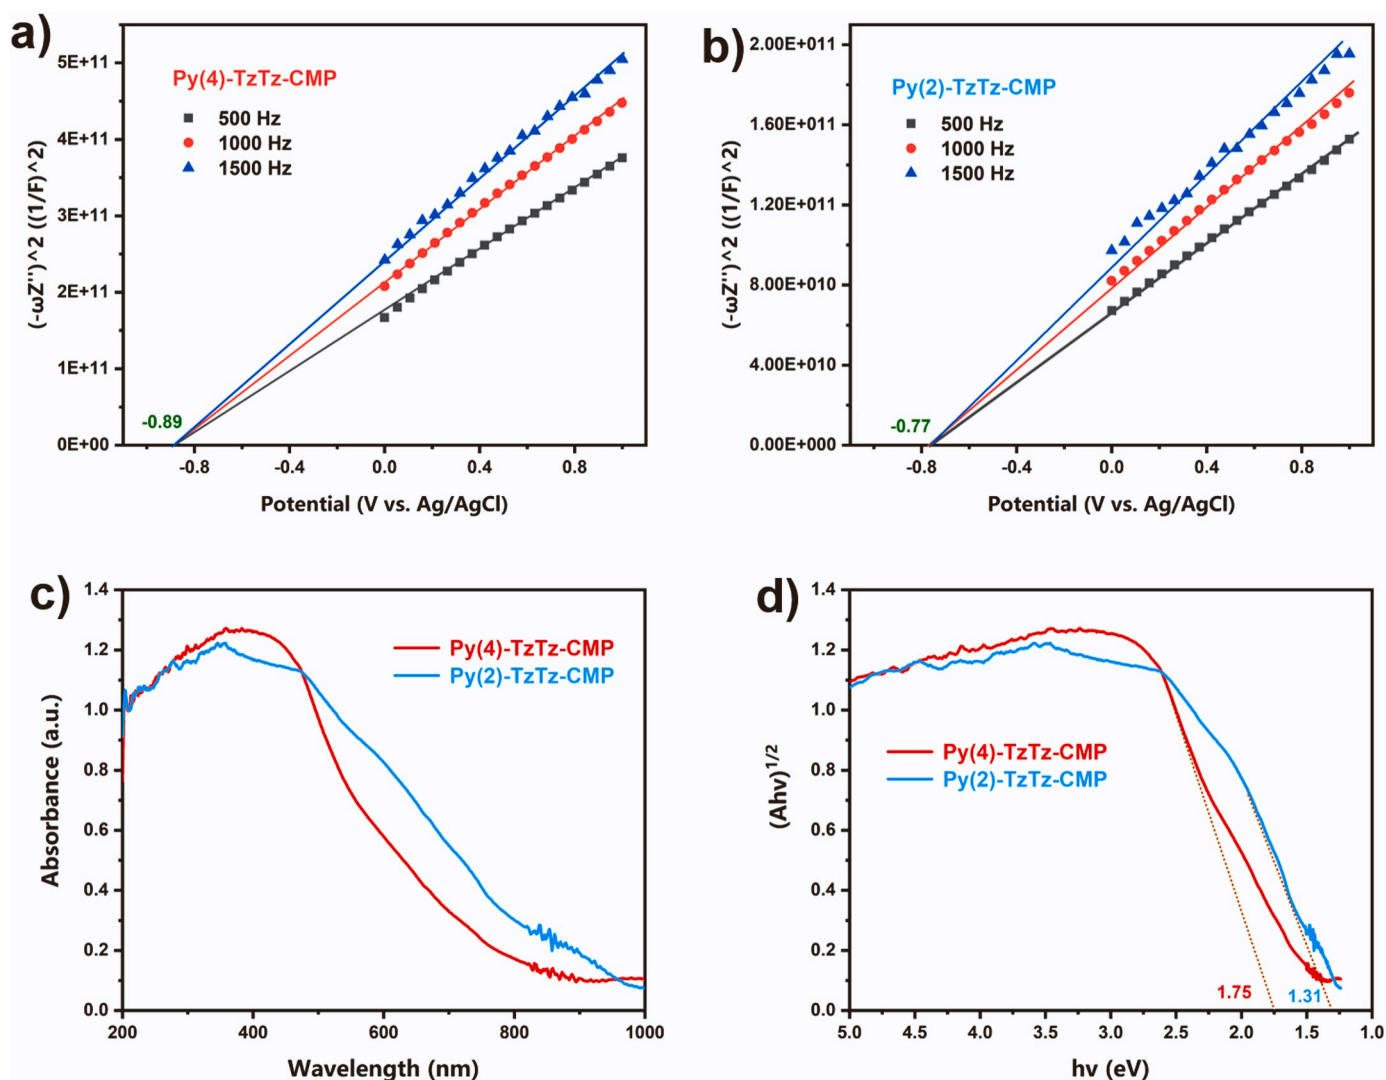 a)
Py(4)-TzTz-CMP
500 Hz
1000 Hz
1500 Hz
5E+11
4E+11
3E+11
2E+11
1E+11
0E+00
(-ωZ'')^2 ((1/F)^2)
-0.89
-0.8 -0.4 0.0 0.4 0.8
Potential (V vs. Ag/AgCl)
b)
Py(2)-TzTz-CMP
500 Hz
1000 Hz
1500 Hz
2.00E+011
1.60E+011
1.20E+011
8.00E+010
4.00E+010
0.00E+000
(-ωZ'')^2 ((1/F)^2)
-0.77
-0.8 -0.4 0.0 0.4 0.8
Potential (V vs. Ag/AgCl)
c)
Py(4)-TzTz-CMP
Py(2)-TzTz-CMP
1.4
1.2
1.0
0.8
0.6
0.4
0.2
0.0
Absorbance (a.u.)
200 400 600 800 1000
Wavelength (nm)
d)
Py(4)-TzTz-CMP
Py(2)-TzTz-CMP
1.4
1.2
1.0
0.8
0.6
0.4
0.2
0.0
(Ahν)1/2
1.75 1.31
5.0 4.5 4.0 3.5 3.0 2.5 2.0 1.5 1.0
hν (eV)